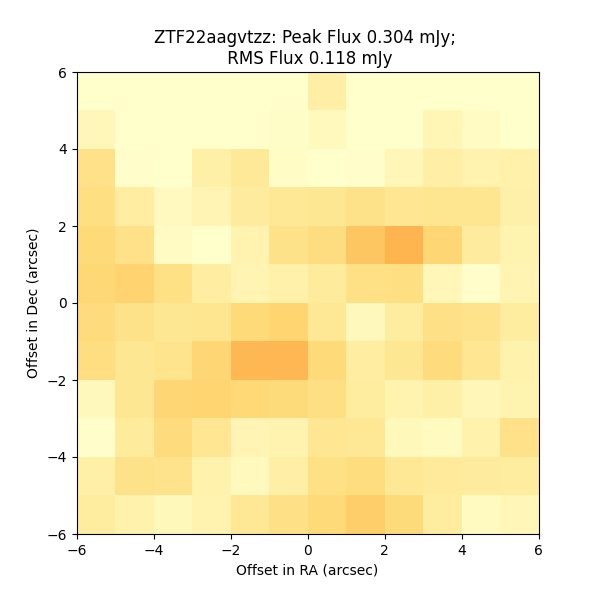 ZTF22aagvtzz: Peak Flux 0.304 mJy;
RMS Flux 0.118 mJy
6
4
2
0
−2
−4
−6
Offset in Dec (arcsec)
−6 −4 −2 0 2 4 6
Offset in RA (arcsec)